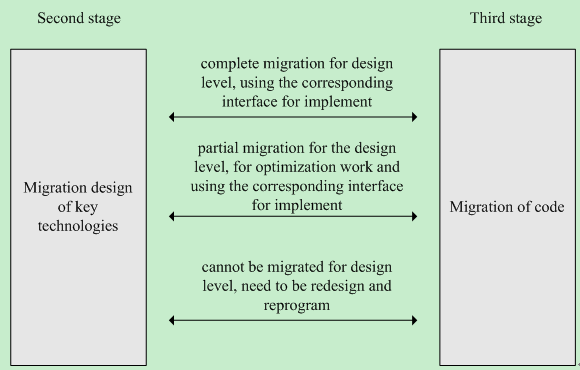 Second stage
Third stage
complete migration for design
level, using the corresponding
interface for implement
partial migration for the design
level, for optimization work and
using the corresponding interface
for implement
Migration design
of key
technologies
Migration of code
cannot be migrated for design
level, need to be redesign and
reprogram